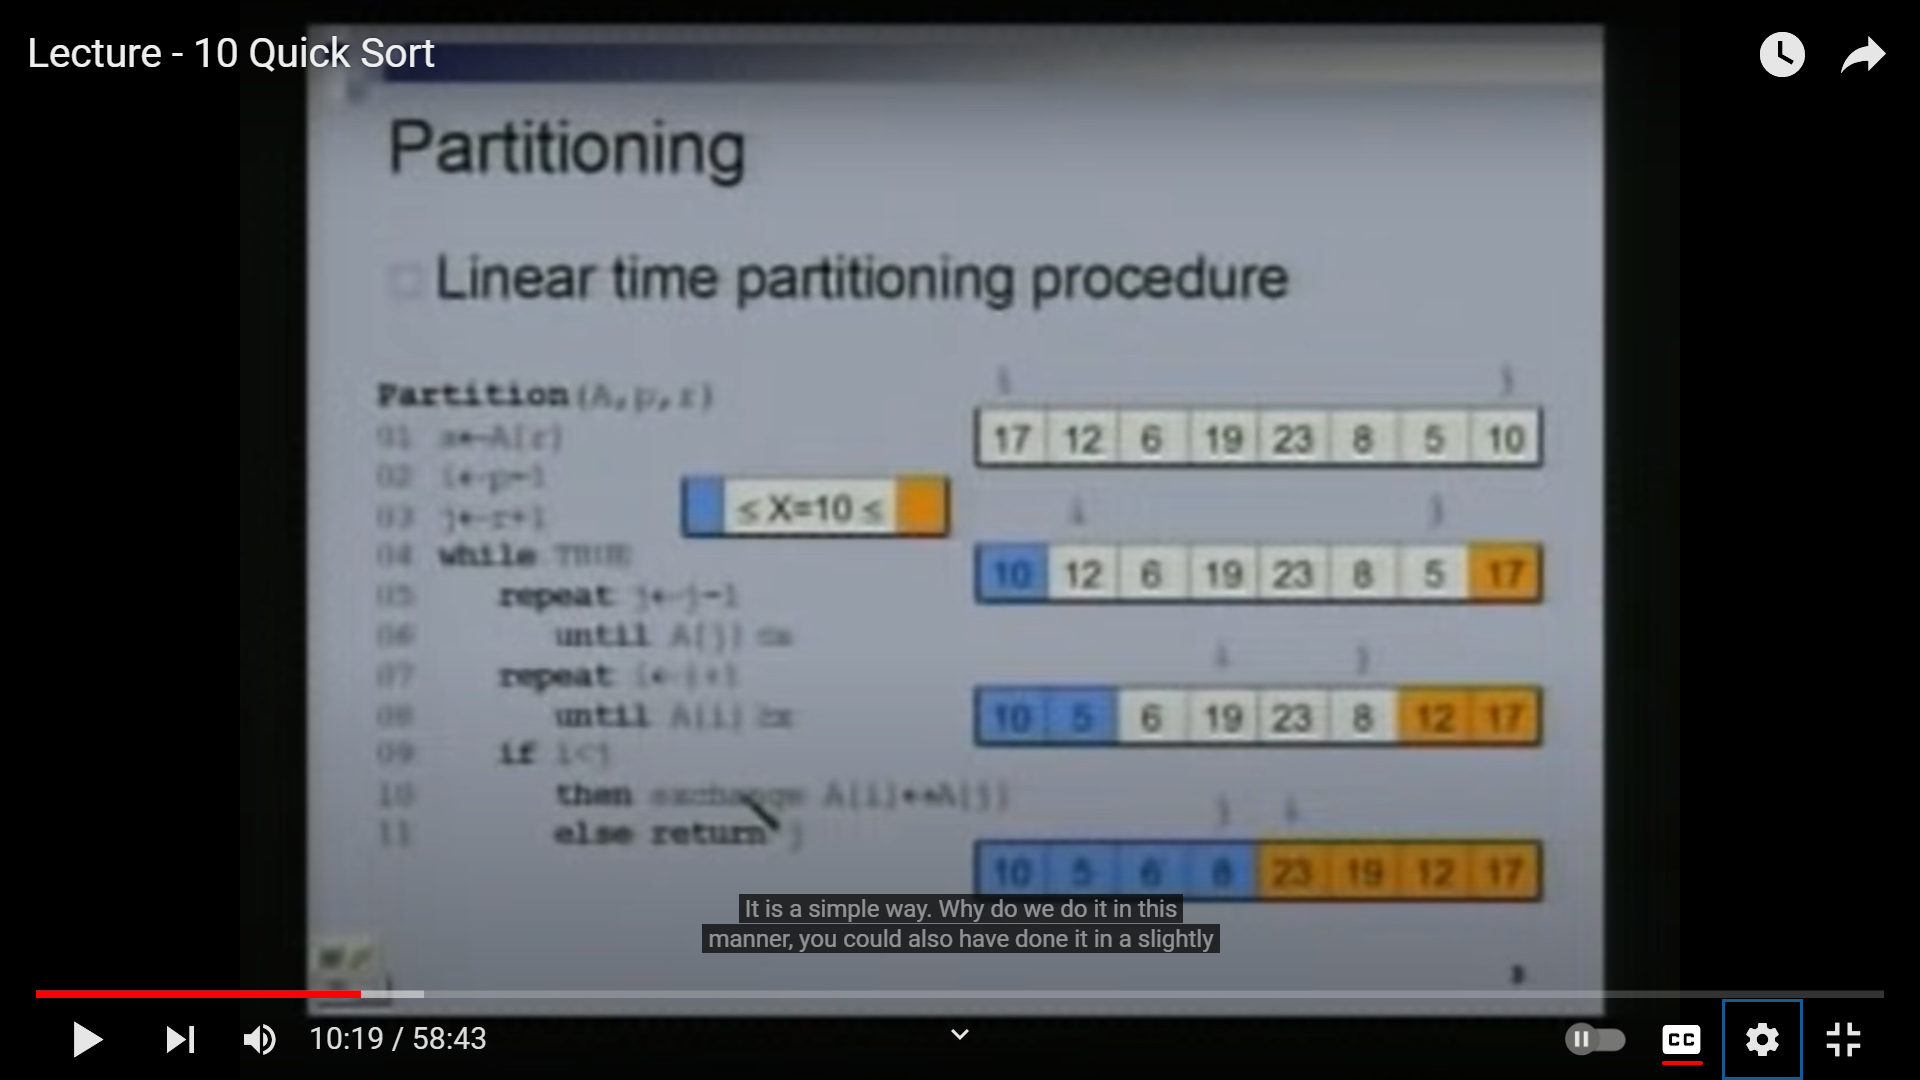 Lecture - 10 Quick Sort
Partitioning
Linear time partitioning procedure
Partition(A,p,r)
01 x←A[r]
02 i←p-1
03 j←r+1
04 while TRUE
05 repeat j←j-1
06 until A[j] ≤x
07 repeat i←i+1
08 until A[i] ≥x
09 if i<j
10 then exchange A[i]↔A[j]
11 else return j
≤ X=10 ≤
i j
17 12 6 19 23 8 5 10
i j
10 12 6 19 23 8 5 17
i j
10 5 6 19 23 8 12 17
j i
10 5 6 8 23 19 12 17
It is a simple way. Why do we do it in this
manner, you could also have done it in a slightly
10:19 / 58:43
CC